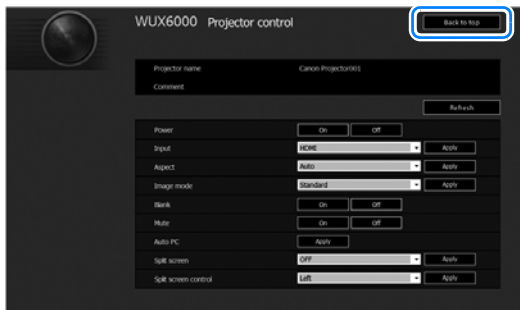 WUX6000 Projector control
Back to top
Projector name Canon Projector001
Comment
Refresh
Power On Off
Input HDMI Apply
Aspect Auto Apply
Image mode Standard Apply
Blank On Off
Mute On Off
Auto PC Apply
Split screen OFF Apply
Split screen control Left Apply